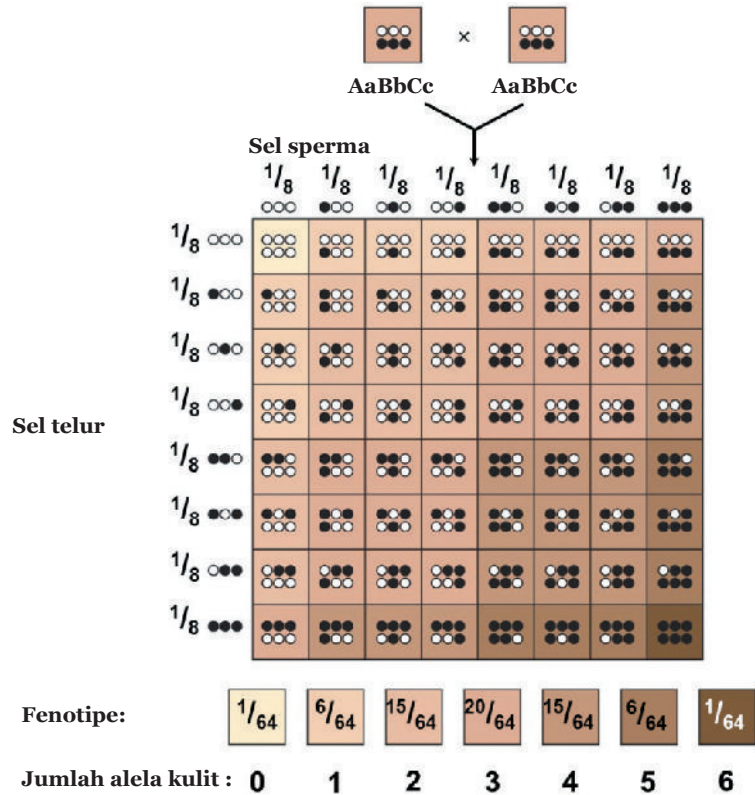 ×
AaBbCc AaBbCc
Sel sperma
1/8 1/8 1/8 1/8 1/8 1/8 1/8 1/8
1/8
1/8
1/8
1/8
Sel telur
1/8
1/8
1/8
1/8
Fenotipe: 1/64 6/64 15/64 20/64 15/64 6/64 1/64
Jumlah alela kulit : 0 1 2 3 4 5 6